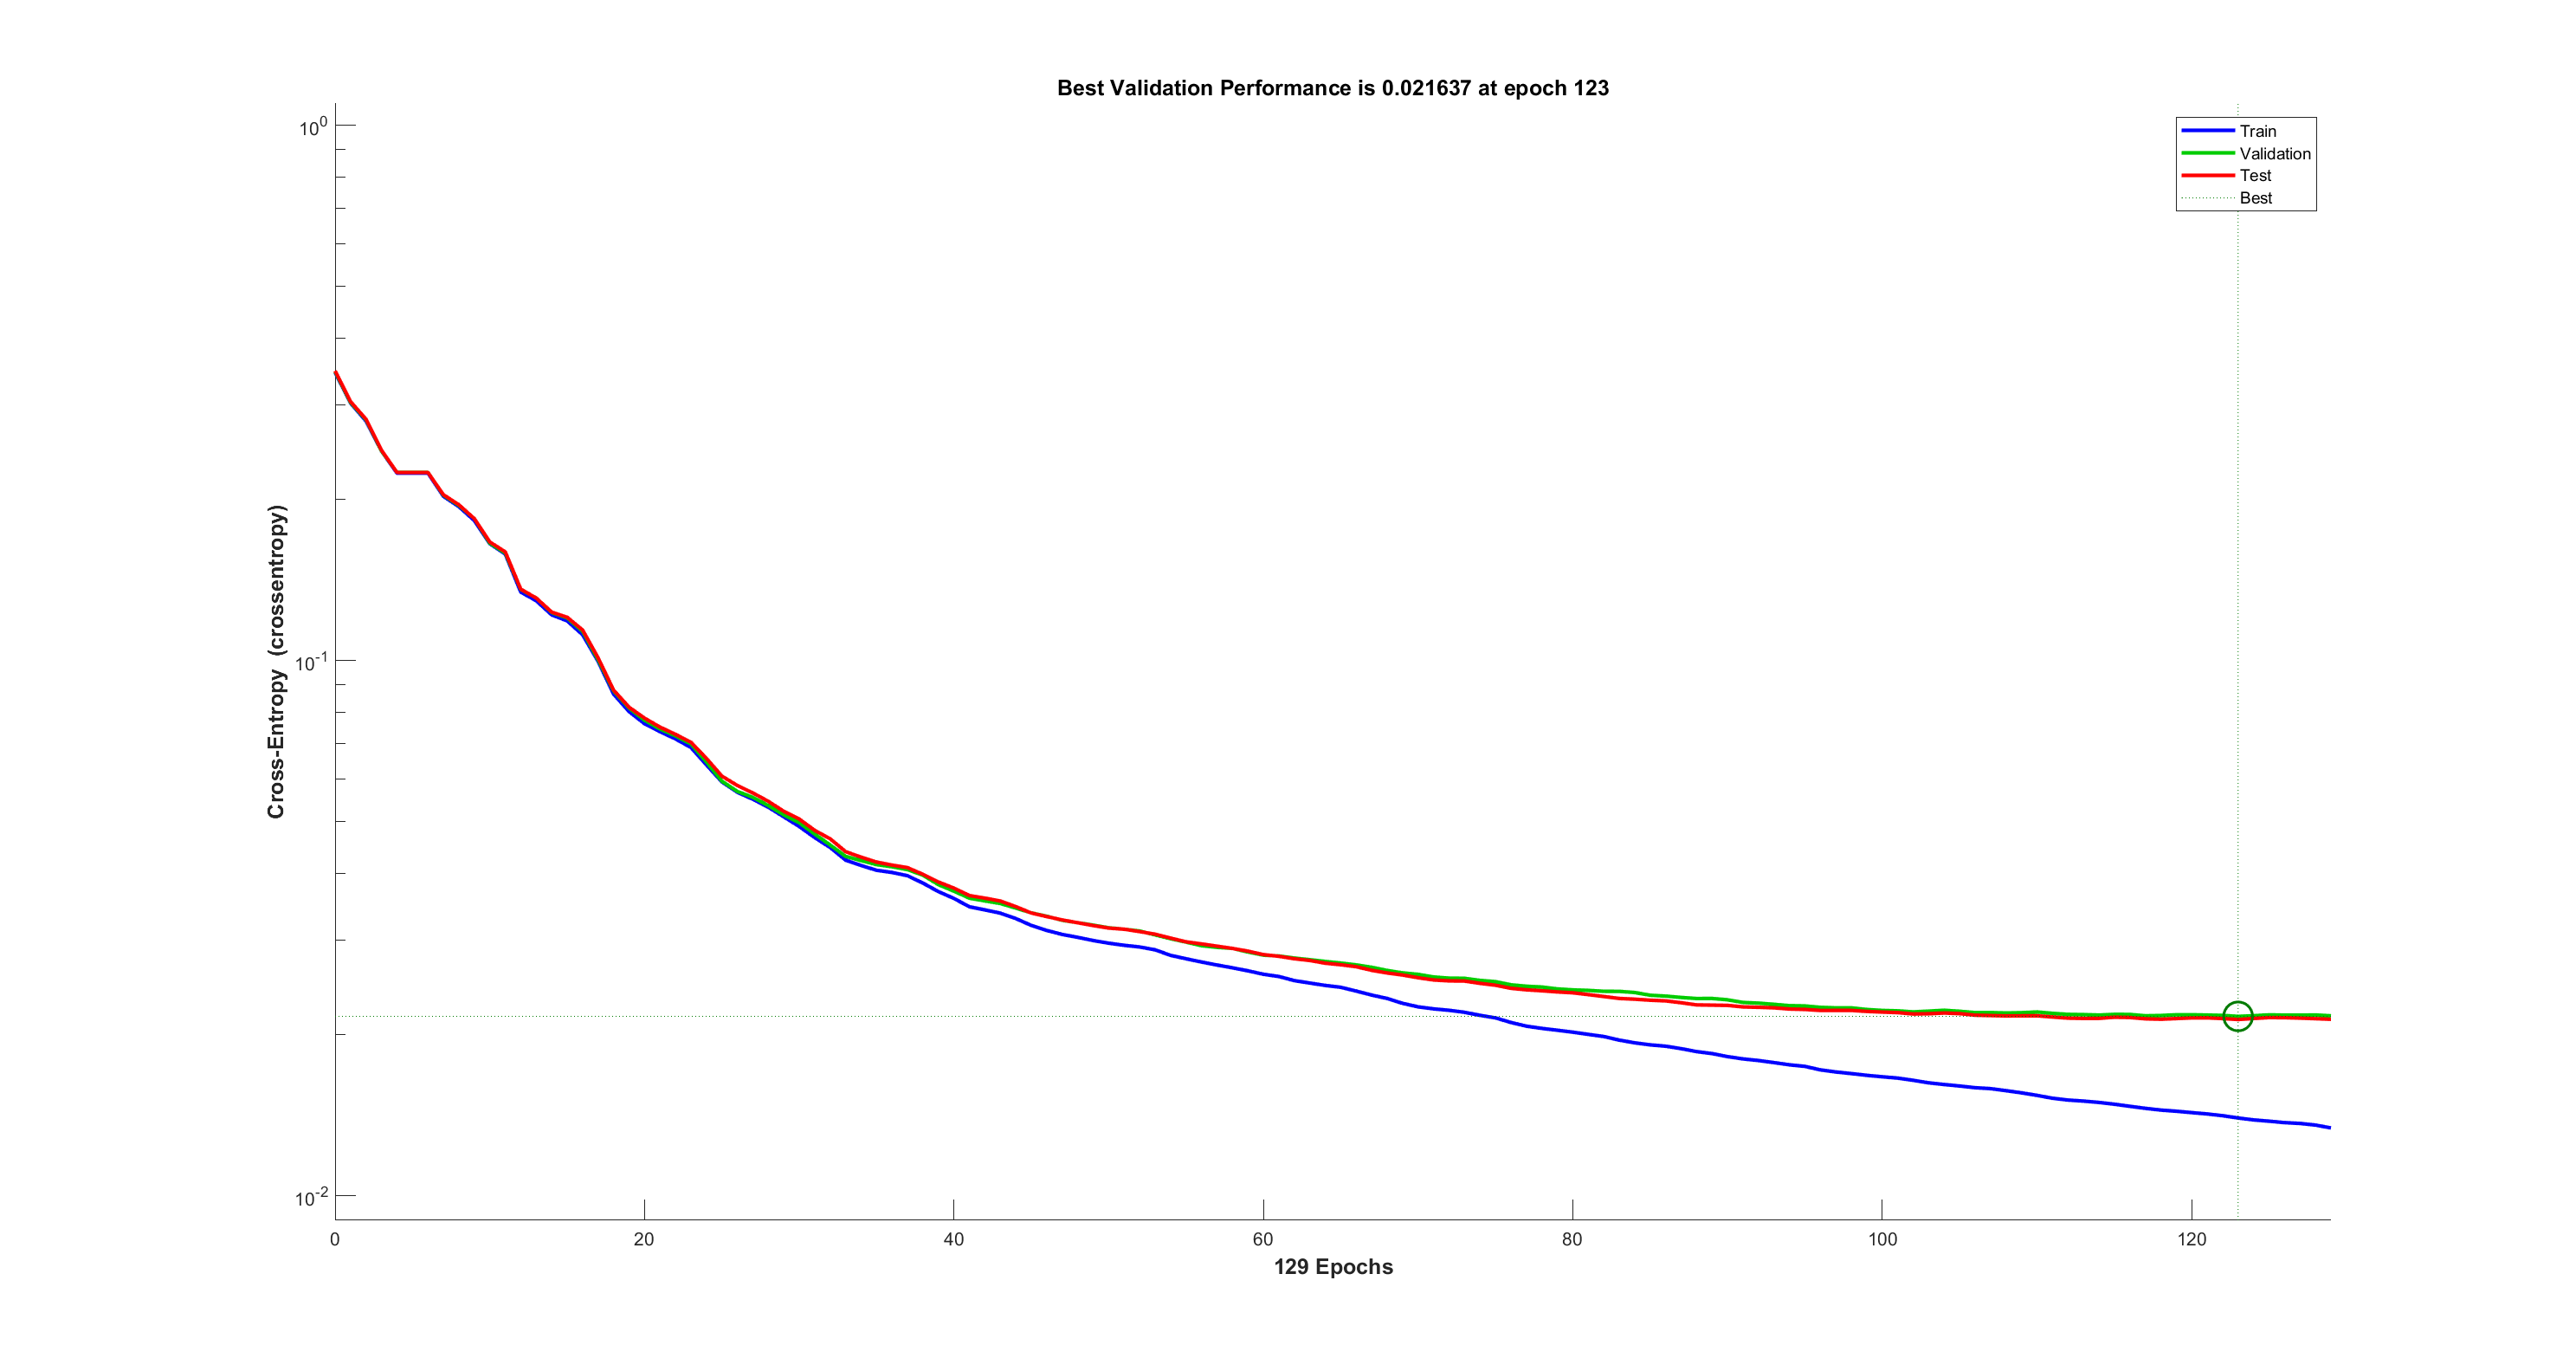 Best Validation Performance is 0.021637 at epoch 123
10^0
Train
Validation
Test
Best
10^-1
Cross-Entropy (crossentropy)
10^-2
0 20 40 60 80 100 120
129 Epochs